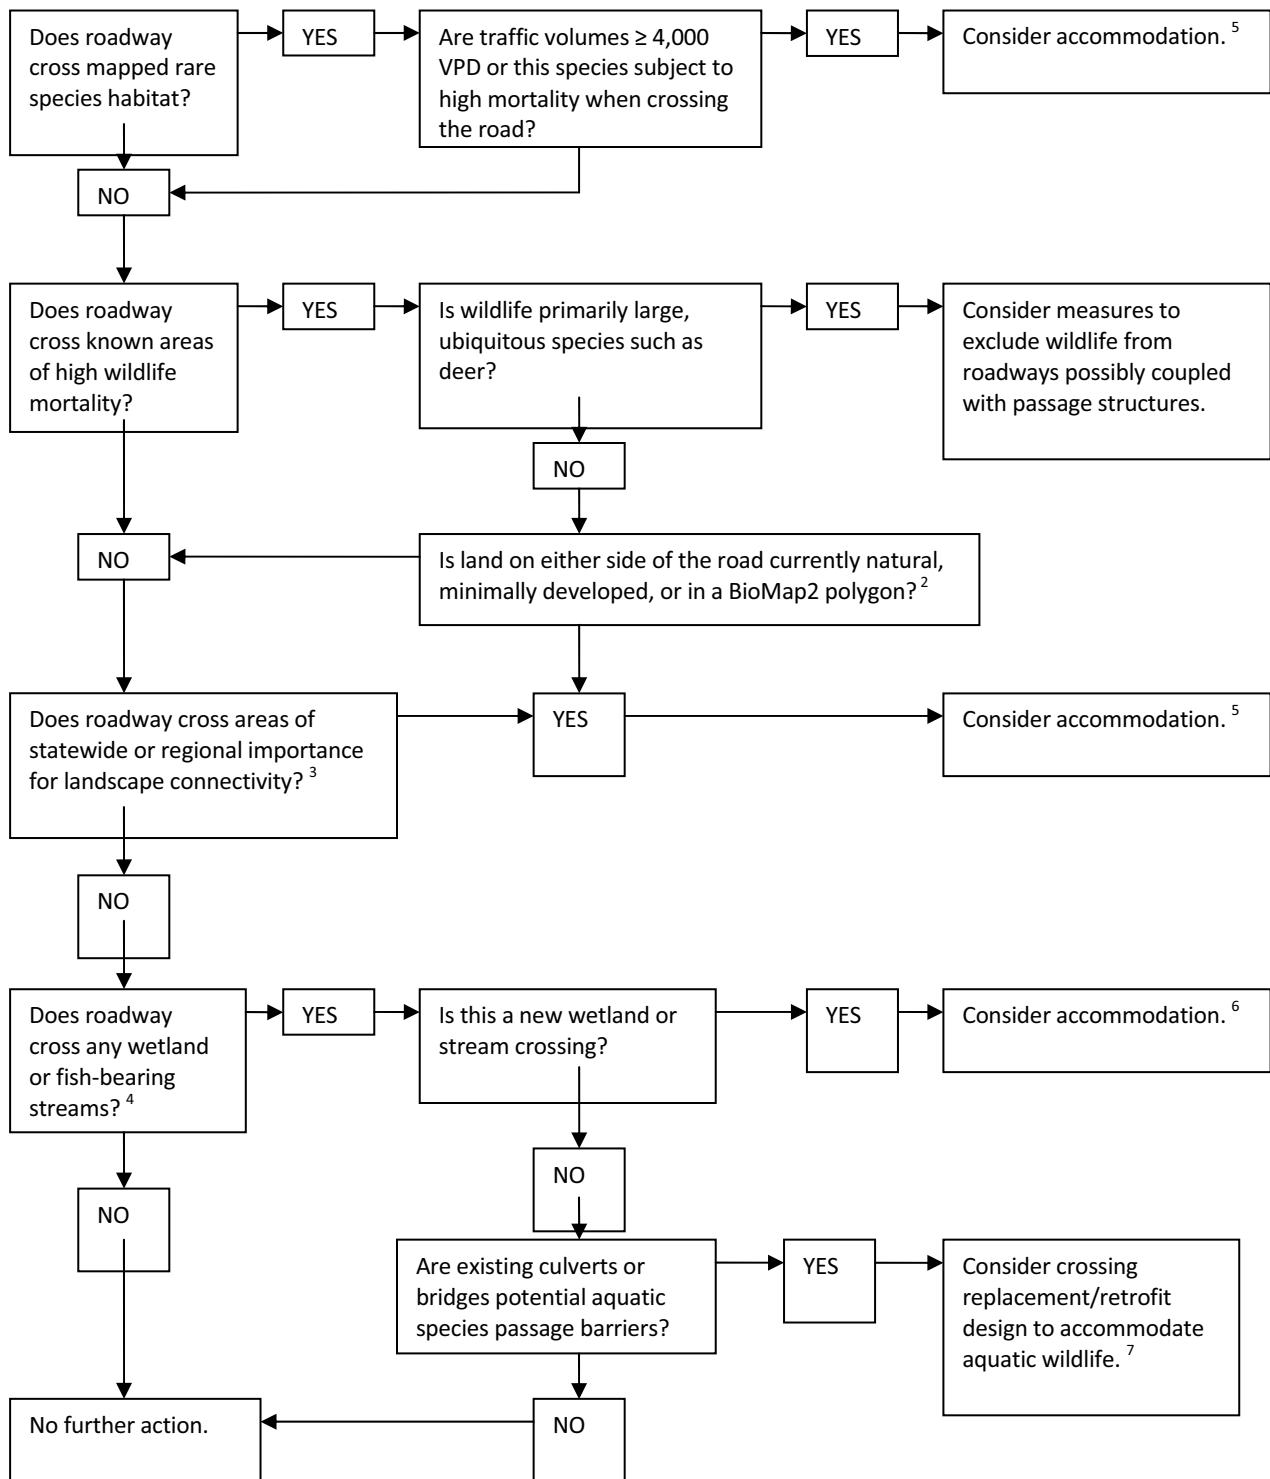 Does roadway
cross mapped rare
species habitat?
YES
Are traffic volumes ≥ 4,000
VPD or this species subject to
high mortality when crossing
the road?
YES
Consider accommodation. 5
NO
Does roadway
cross known areas
of high wildlife
mortality?
YES
Is wildlife primarily large,
ubiquitous species such as
deer?
YES
Consider measures to
exclude wildlife from
roadways possibly coupled
with passage structures.
NO
NO
Is land on either side of the road currently natural,
minimally developed, or in a BioMap2 polygon? 2
Does roadway cross areas of
statewide or regional importance
for landscape connectivity? 3
YES
Consider accommodation. 5
NO
Does roadway
cross any wetland
or fish-bearing
streams? 4
YES
Is this a new wetland or
stream crossing?
YES
Consider accommodation. 6
NO
NO
Are existing culverts or
bridges potential aquatic
species passage barriers?
YES
Consider crossing
replacement/retrofit
design to accommodate
aquatic wildlife. 7
No further action.
NO